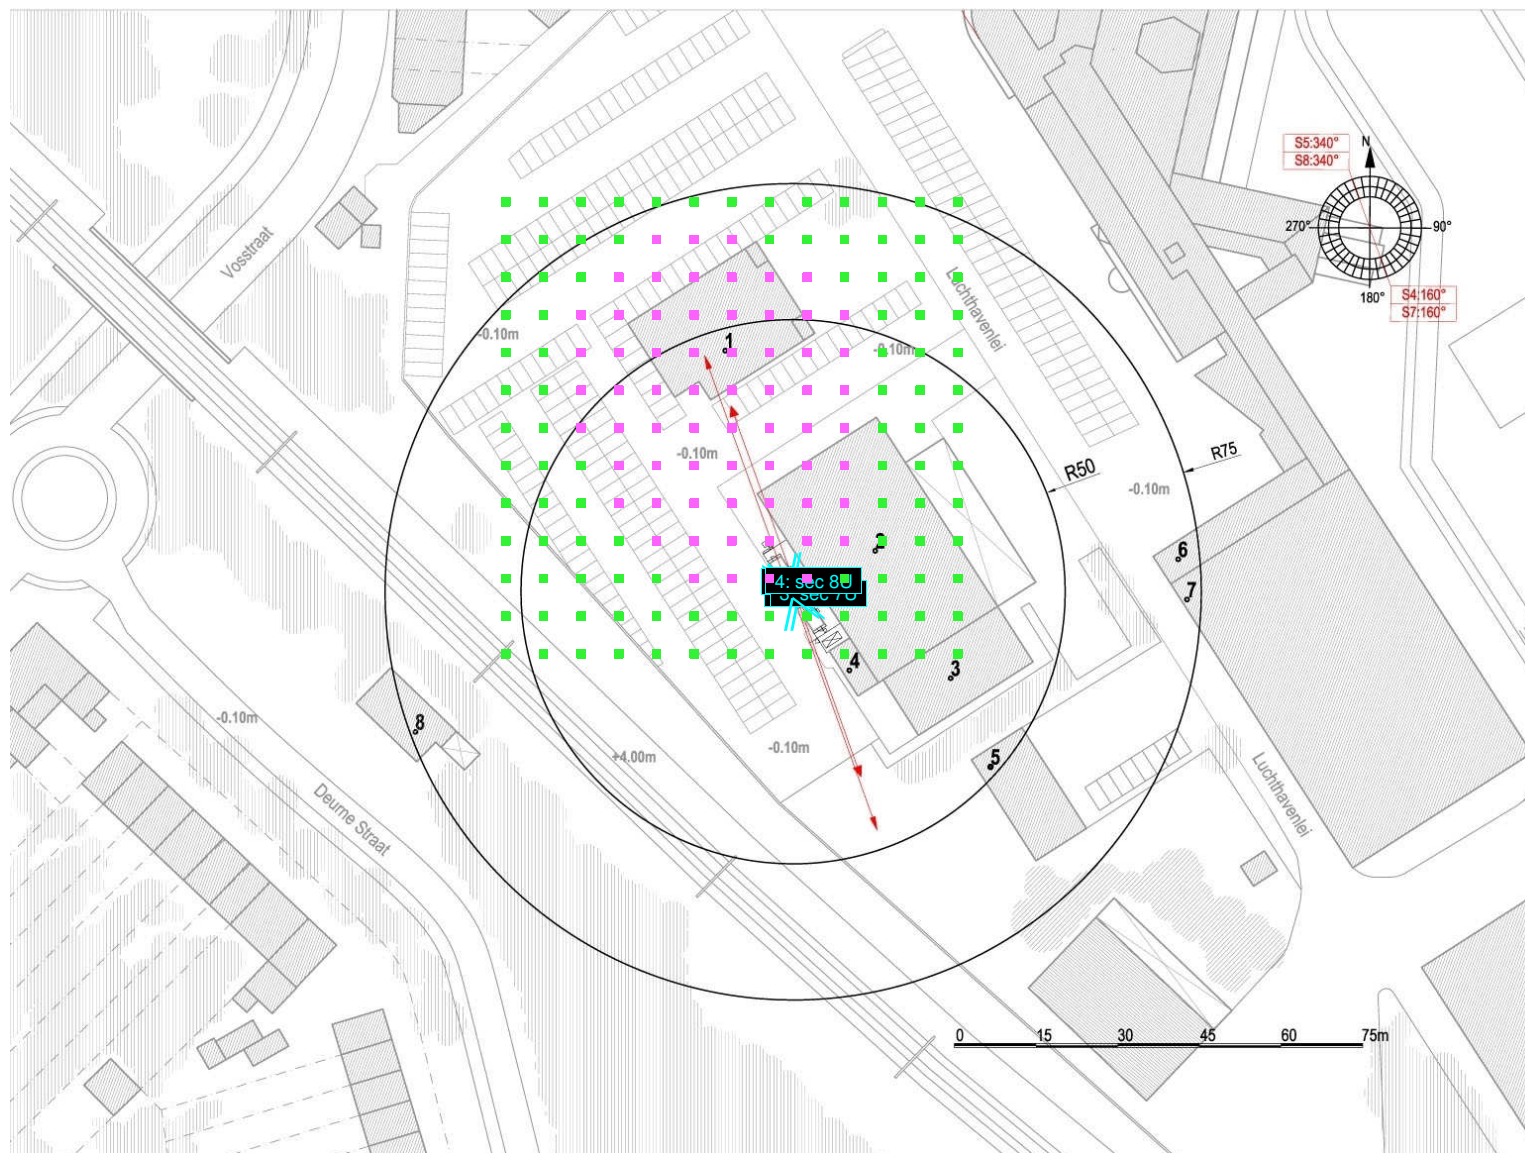 S5:340°
S8:340°
N
270°
90°
180°
S4:160°
S7:160°
Vosstraat
Luchthavenlei
-0.10m
1
-0.10m
-0.10m
R50
R75
-0.10m
2
6
7
4: sec 8U
4
3
8
-0.10m
+4.00m
-0.10m
5
Deurne Straat
Luchthavenlei
0 15 30 45 60 75m